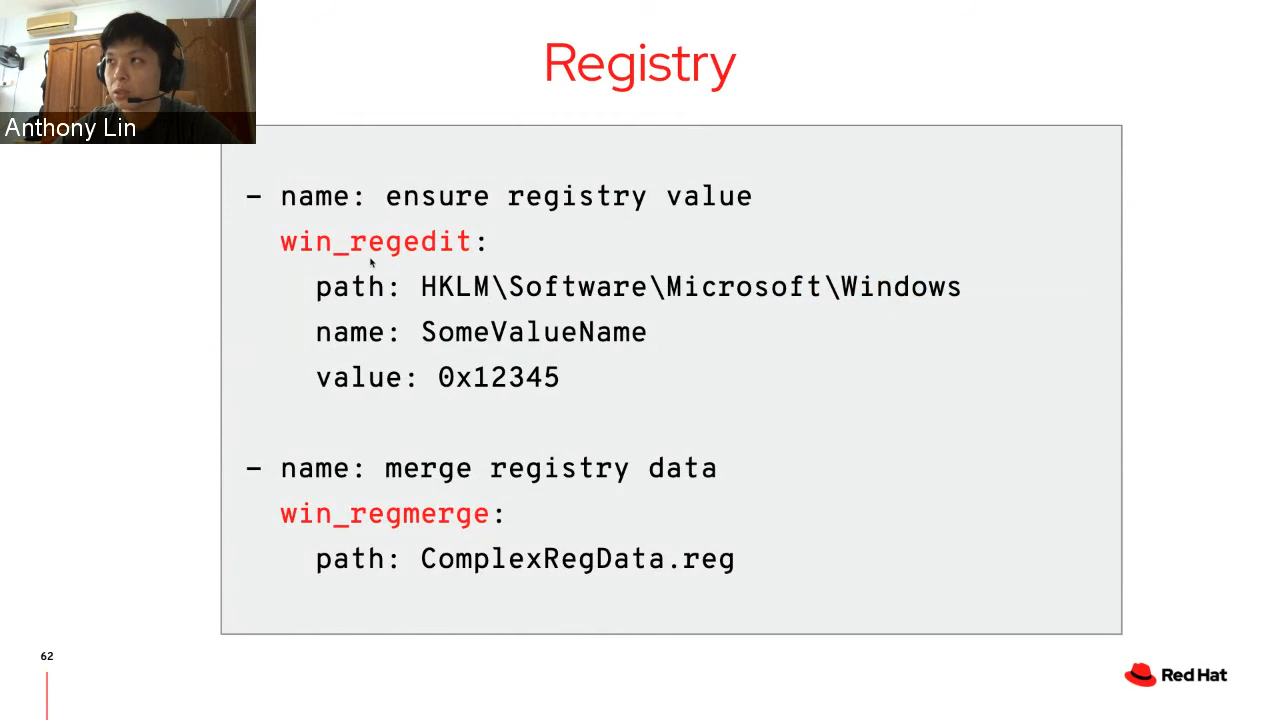 Registry
Anthony Lin
- name: ensure registry value
win_regedit:
path: HKLM\Software\Microsoft\Windows
name: SomeValueName
value: 0x12345
- name: merge registry data
win_regmerge:
path: ComplexRegData.reg
62
Red Hat